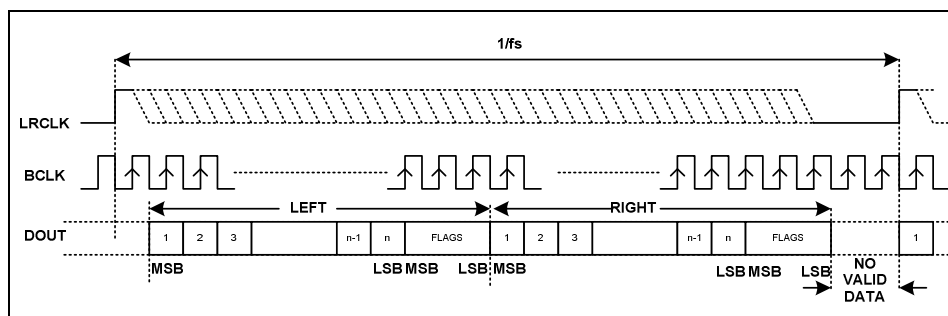 1/fs
LRCLK
BCLK
LEFT RIGHT
DOUT 1 2 3 n-1 n FLAGS 1 2 3 n-1 n FLAGS 1
MSB LSB MSB LSB MSB LSB MSB LSB NO
VALID
DATA